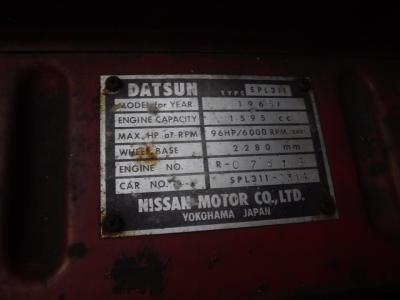 DATSUN TYPE SPL311
MODEL for YEAR
ENGINE CAPACITY 1595 cc
MAX. HP at RPM 96HP/6000 RPM
WHEEL BASE 2280 mm
ENGINE NO. R-
CAR NO. SPL311-
NISSAN MOTOR CO., LTD.
YOKOHAMA JAPAN